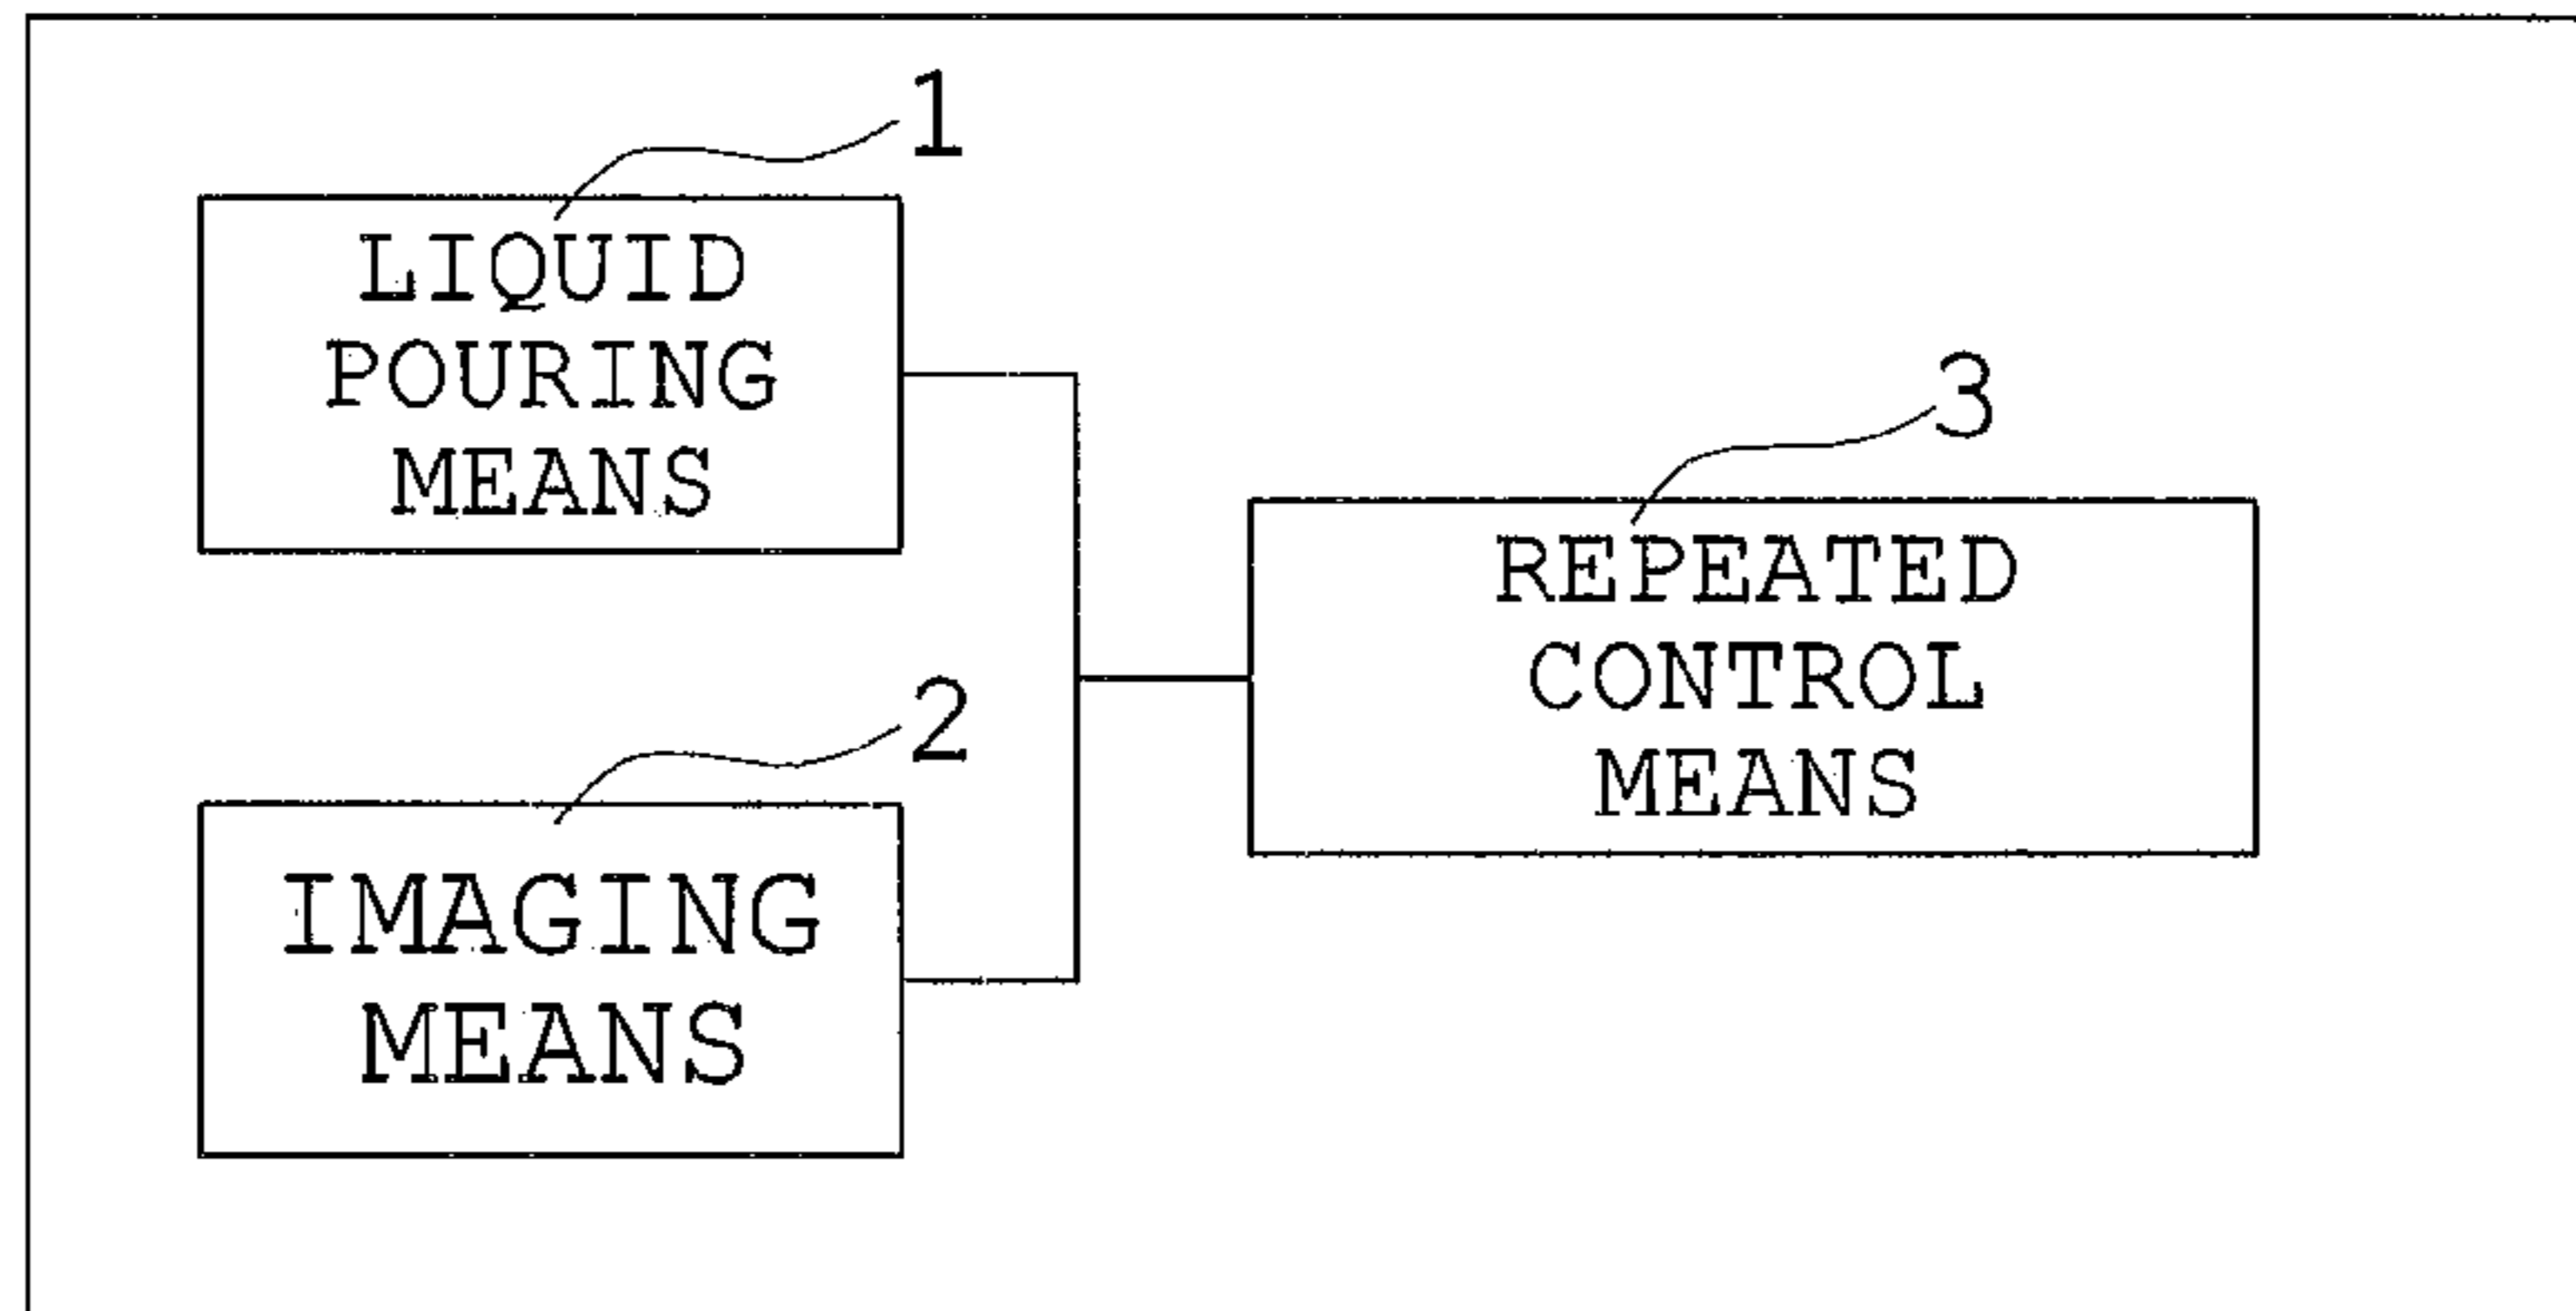 1
LIQUID
POURING
MEANS
2
IMAGING
MEANS
3
REPEATED
CONTROL
MEANS